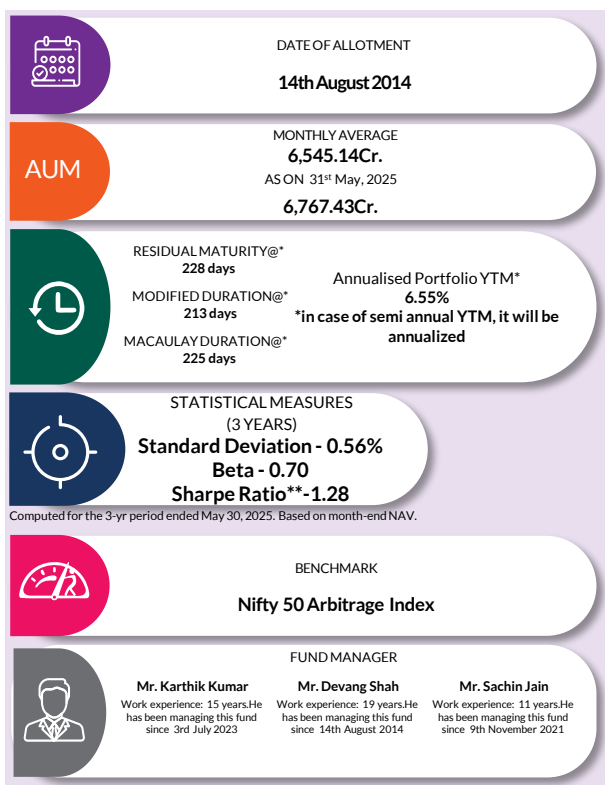 DATE OF ALLOTMENT
14th August 2014
AUM
MONTHLY AVERAGE
6,545.14Cr.
AS ON 31st May, 2025
6,767.43Cr.
RESIDUAL MATURITY@*
228 days
MODIFIED DURATION@*
213 days
MACAULAY DURATION@*
225 days
Annualised Portfolio YTM*
6.55%
*in case of semi annual YTM, it will be
annualized
STATISTICAL MEASURES
(3 YEARS)
Standard Deviation - 0.56%
Beta - 0.70
Sharpe Ratio**-1.28
Computed for the 3-yr period ended May 30, 2025. Based on month-end NAV.
BENCHMARK
Nifty 50 Arbitrage Index
FUND MANAGER
Mr. Karthik Kumar
Work experience: 15 years.He
has been managing this fund
since 3rd July 2023
Mr. Devang Shah
Work experience: 19 years.He
has been managing this fund
since 14th August 2014
Mr. Sachin Jain
Work experience: 11 years.He
has been managing this fund
since 9th November 2021